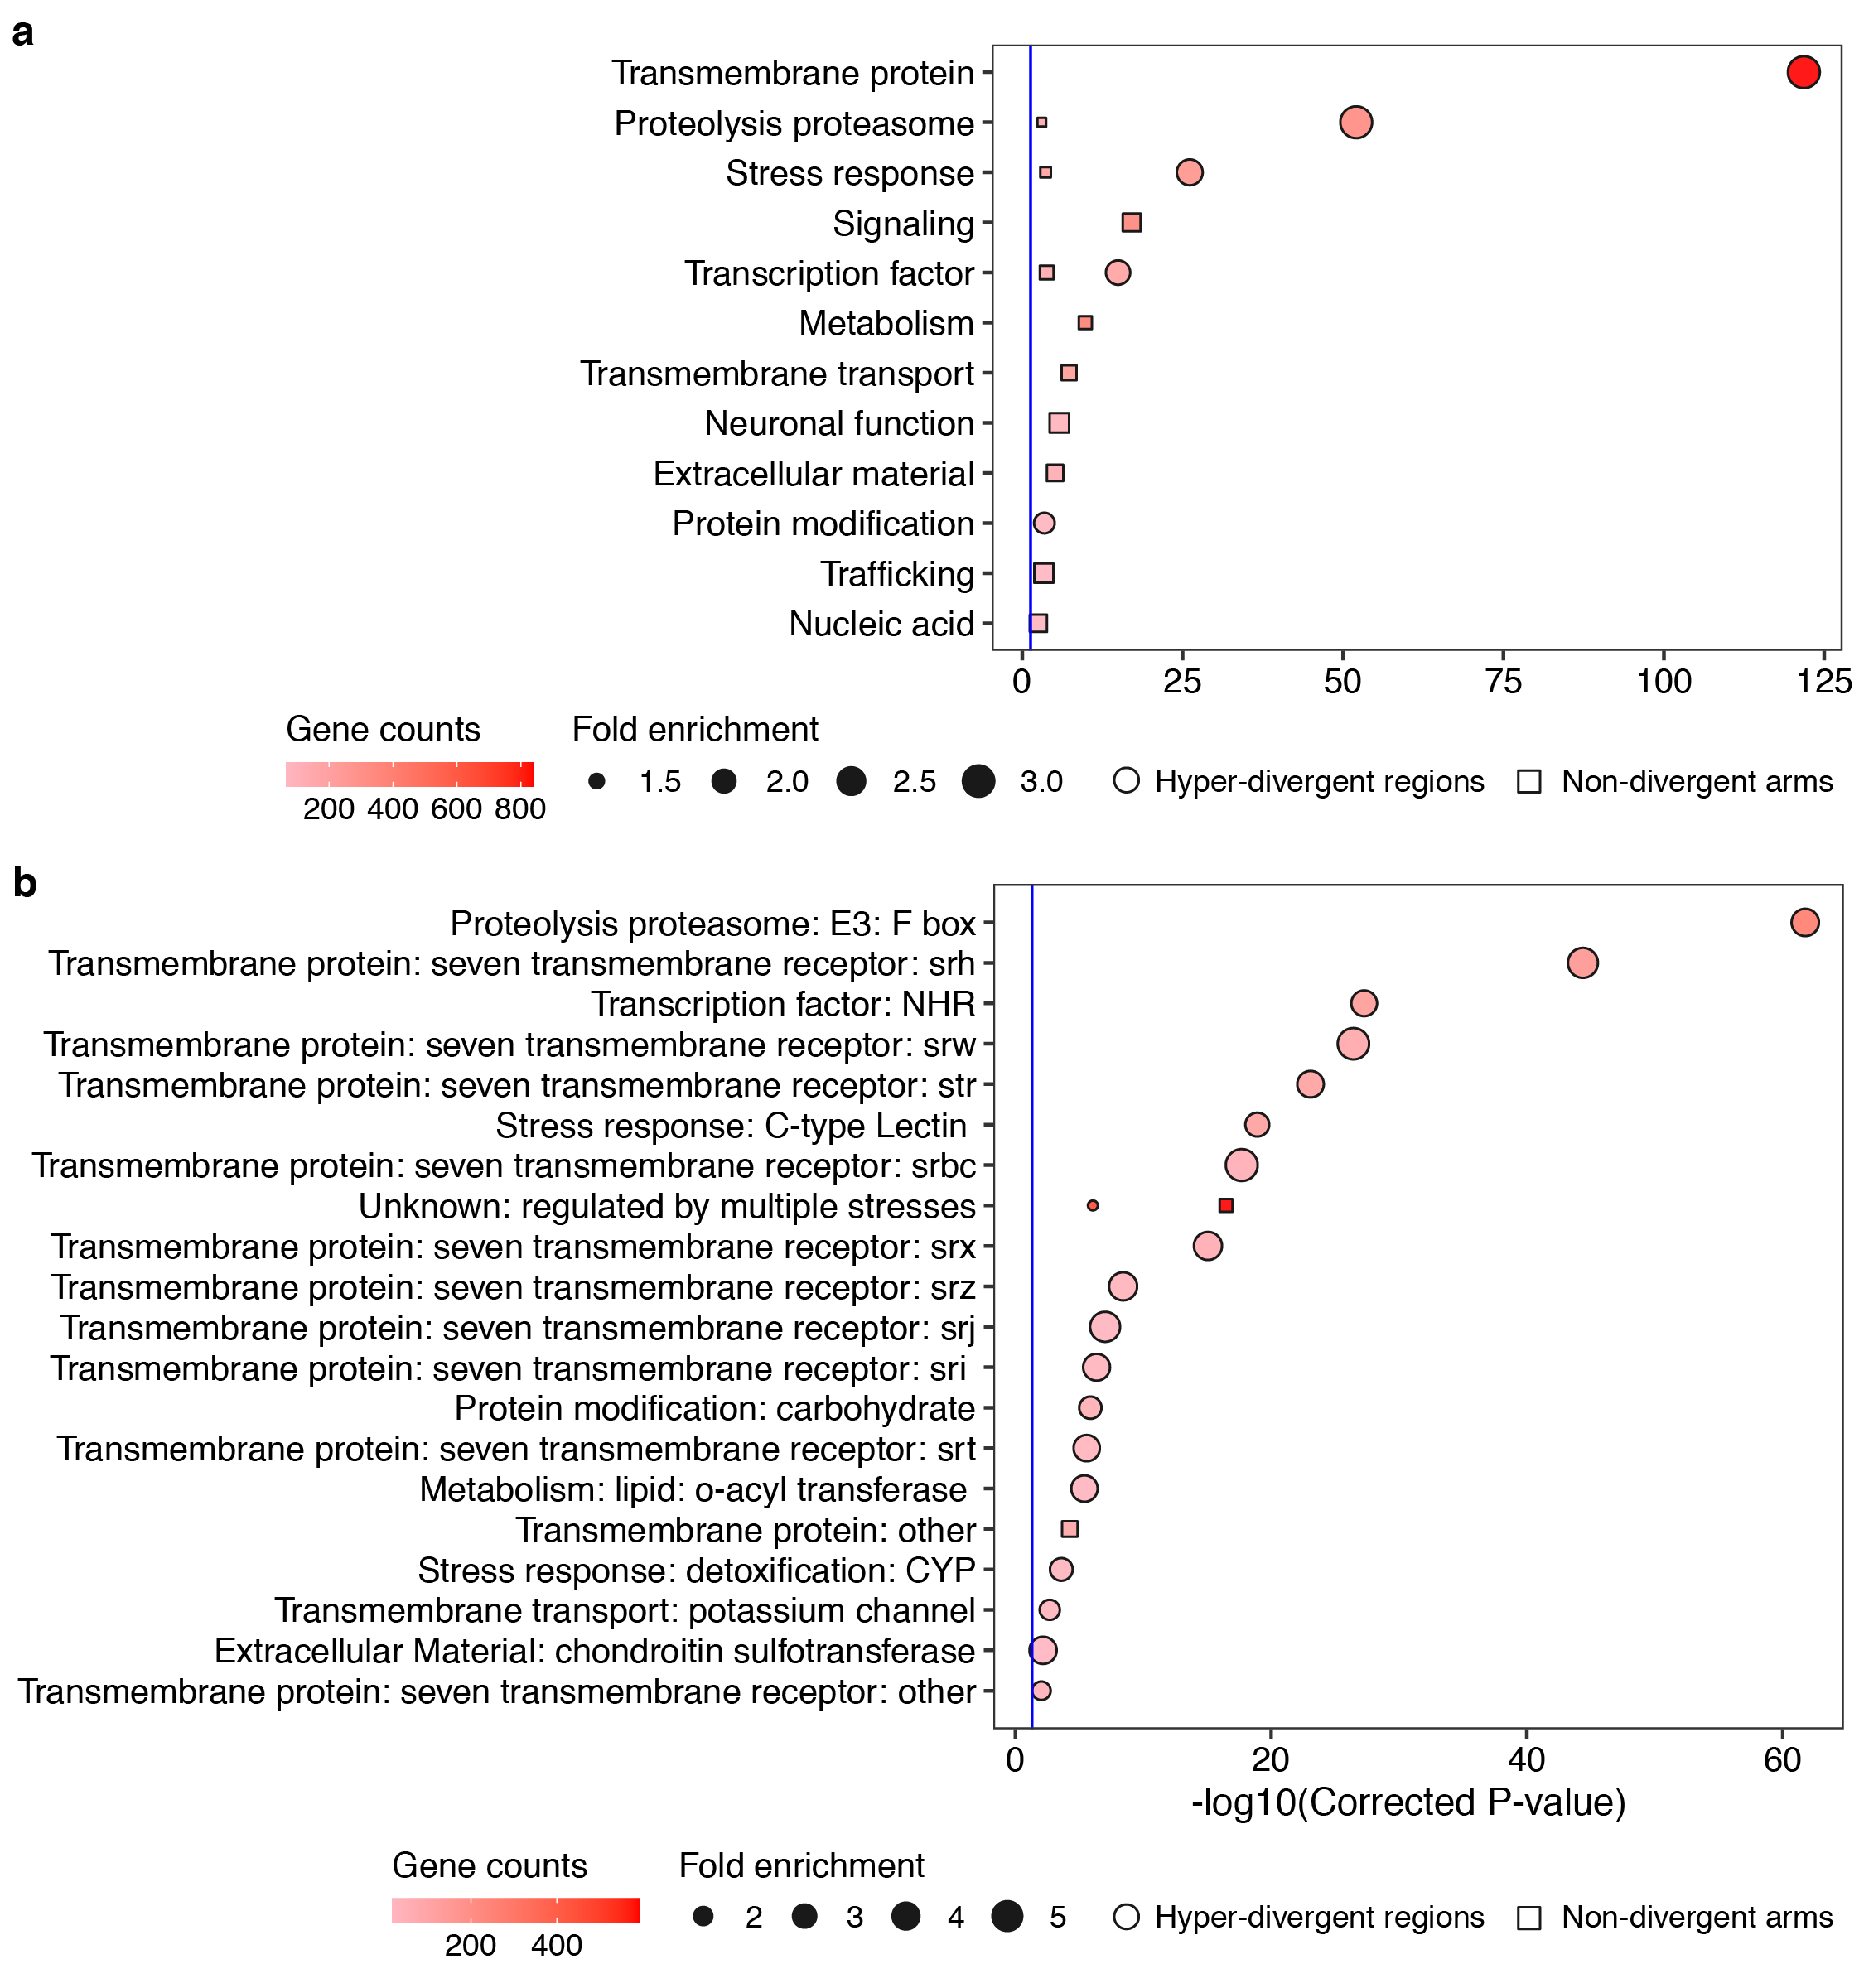 a
Transmembrane protein
Proteolysis proteasome
Stress response
Signaling
Transcription factor
Metabolism
Transmembrane transport
Neuronal function
Extracellular material
Protein modification
Trafficking
Nucleic acid
0 25 50 75 100 125
Gene counts Fold enrichment
1.5 2.0 2.5 3.0 Hyper-divergent regions Non-divergent arms
200 400 600 800
b
Proteolysis proteasome: E3: F box
Transmembrane protein: seven transmembrane receptor: srh
Transcription factor: NHR
Transmembrane protein: seven transmembrane receptor: srw
Transmembrane protein: seven transmembrane receptor: str
Stress response: C-type Lectin
Transmembrane protein: seven transmembrane receptor: srbc
Unknown: regulated by multiple stresses
Transmembrane protein: seven transmembrane receptor: srx
Transmembrane protein: seven transmembrane receptor: srz
Transmembrane protein: seven transmembrane receptor: srj
Transmembrane protein: seven transmembrane receptor: sri
Protein modification: carbohydrate
Transmembrane protein: seven transmembrane receptor: srt
Metabolism: lipid: o-acyl transferase
Transmembrane protein: other
Stress response: detoxification: CYP
Transmembrane transport: potassium channel
Extracellular Material: chondroitin sulfotransferase
Transmembrane protein: seven transmembrane receptor: other
0 20 40 60
-log10(Corrected P-value)
Gene counts Fold enrichment
2 3 4 5 Hyper-divergent regions Non-divergent arms
200 400